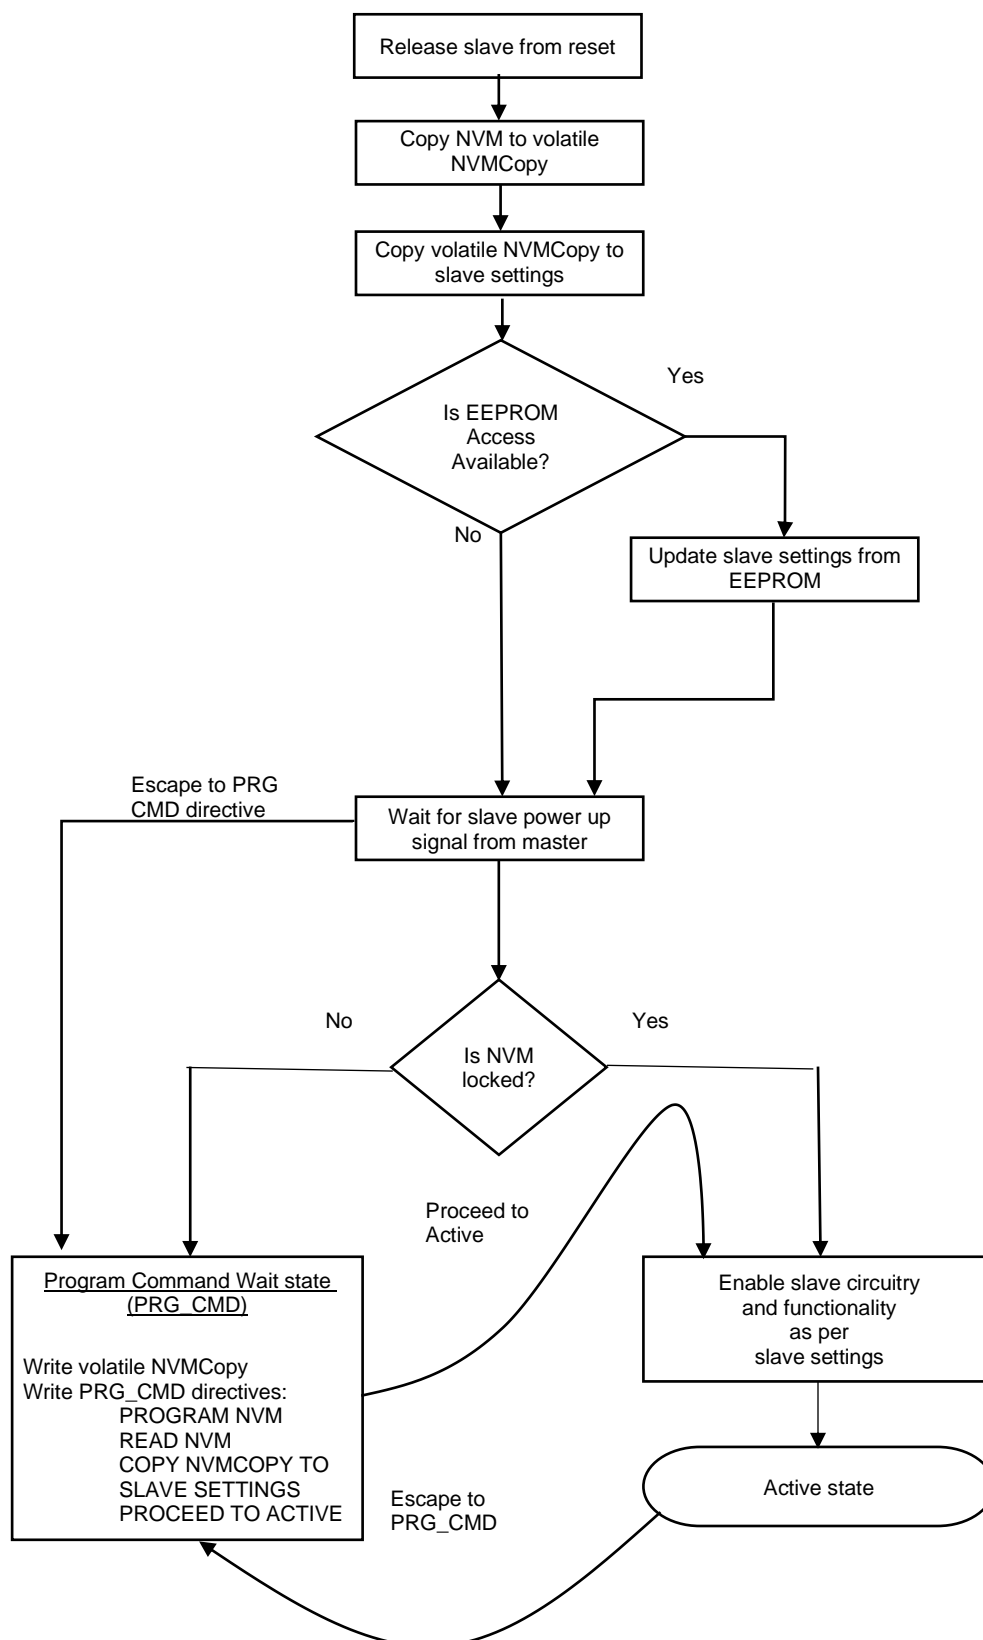 Release slave from reset
Copy NVM to volatile
NVMCopy
Copy volatile NVMCopy to
slave settings
Yes
Is EEPROM
Access
Available?
No
Update slave settings from
EEPROM
Escape to PRG
CMD directive
Wait for slave power up
signal from master
No
Yes
Is NVM
locked?
Proceed to
Active
Program Command Wait state
(PRG_CMD)
Write volatile NVMCopy
Write PRG_CMD directives:
PROGRAM NVM
READ NVM
COPY NVMCOPY TO
SLAVE SETTINGS
PROCEED TO ACTIVE
Enable slave circuitry
and functionality
as per
slave settings
Escape to
PRG_CMD
Active state